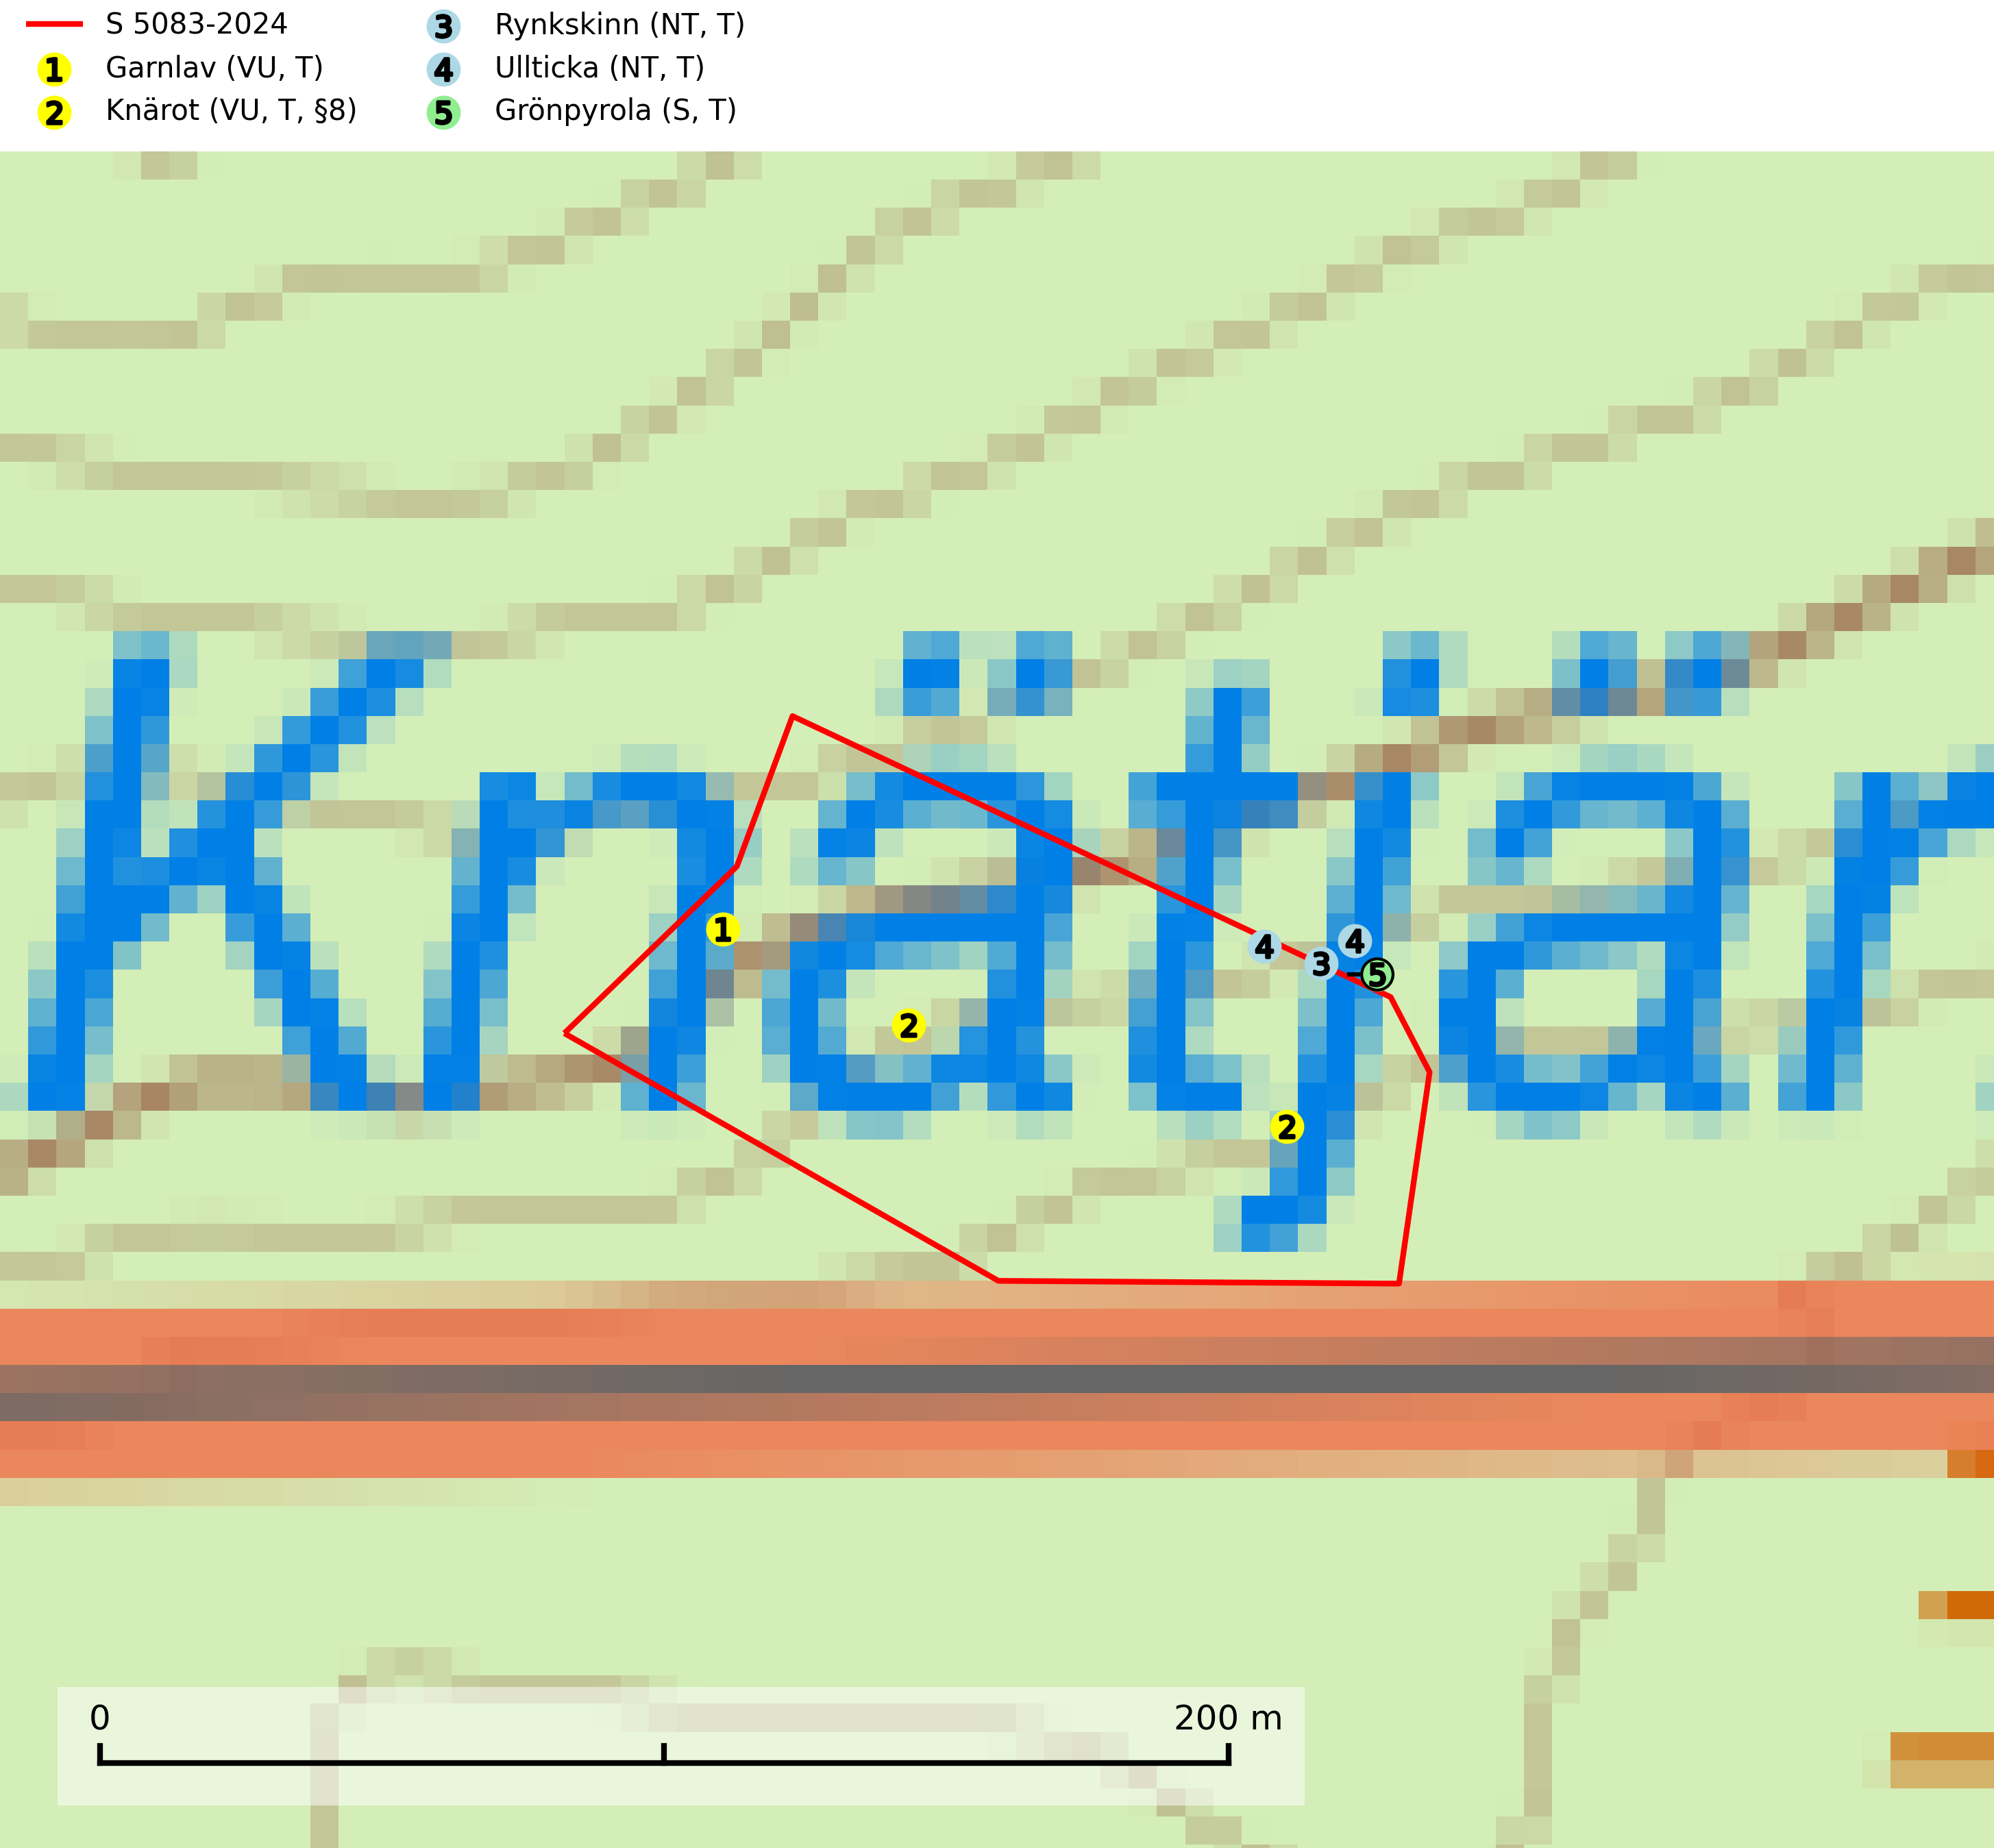 S 5083-2024
1 Garnlav (VU, T)
2 Knärot (VU, T, §8)
3 Rynkskinn (NT, T)
4 Ullticka (NT, T)
5 Grönpyrola (S, T)
1
4
4
3
5
2
2
0 200 m